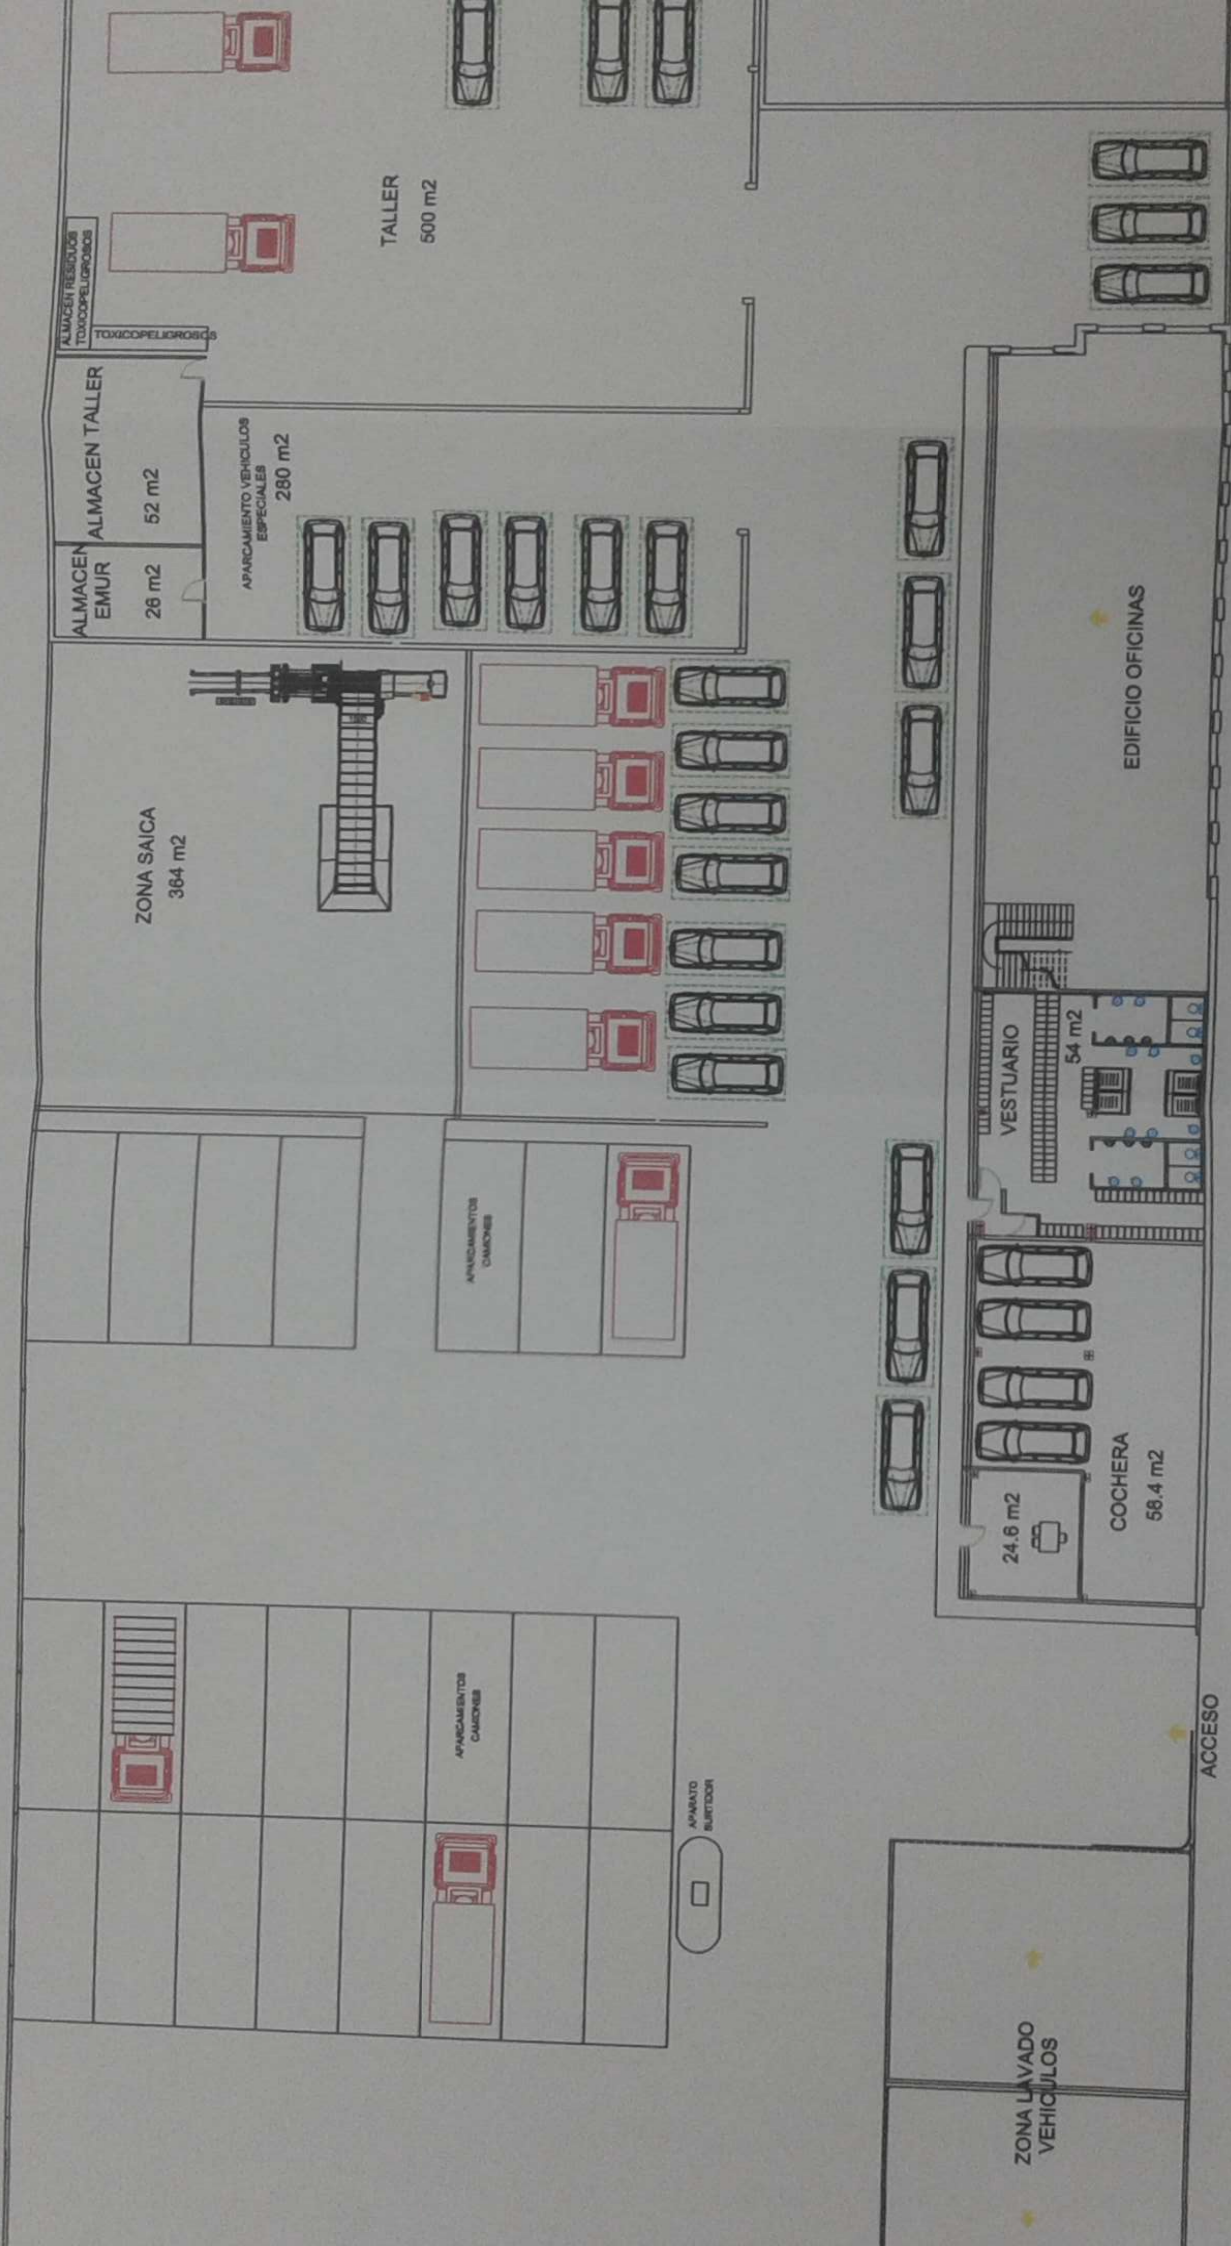 TALLER
500 m2
ALMACEN RESIDUOS
TOXICOPELIGROSOS
TOXICOPELIGROSOS
ALMACEN TALLER
52 m2
ALMACEN
EMUR
26 m2
APARCAMIENTO VEHICULOS
ESPECIALES
280 m2
ZONA SAICA
364 m2
EDIFICIO OFICINAS
VESTUARIO
54 m2
APARCAMIENTOS
CAMIONES
COCHERA
58.4 m2
24.6 m2
APARCAMIENTOS
CAMIONES
APARATO
SURTIDOR
ACCESO
ZONA LAVADO
VEHICULOS